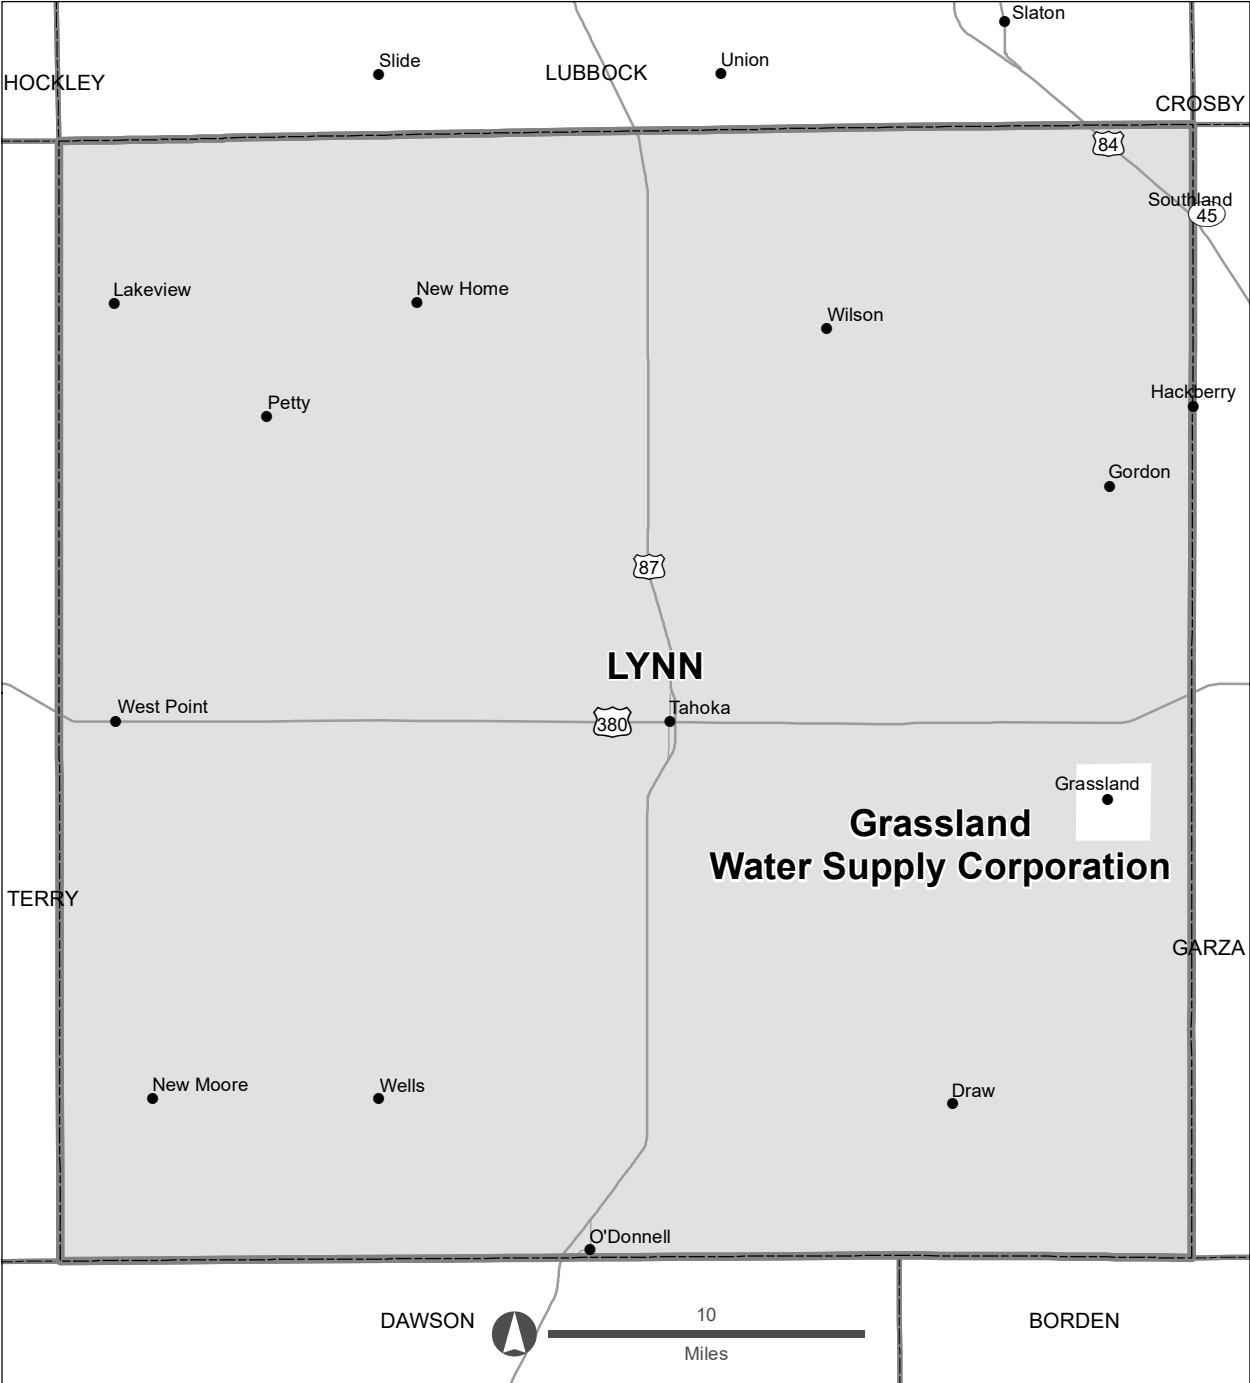 Slaton
Slide
Union
LUBBOCK
HOCKLEY
CROSBY
84
Southland
45
Lakeview
New Home
Wilson
Hackberry
Petty
Gordon
87
LYNN
West Point
Tahoka
380
Grassland
Grassland
Water Supply Corporation
TERRY
GARZA
New Moore
Wells
Draw
O'Donnell
10
DAWSON
BORDEN
Miles